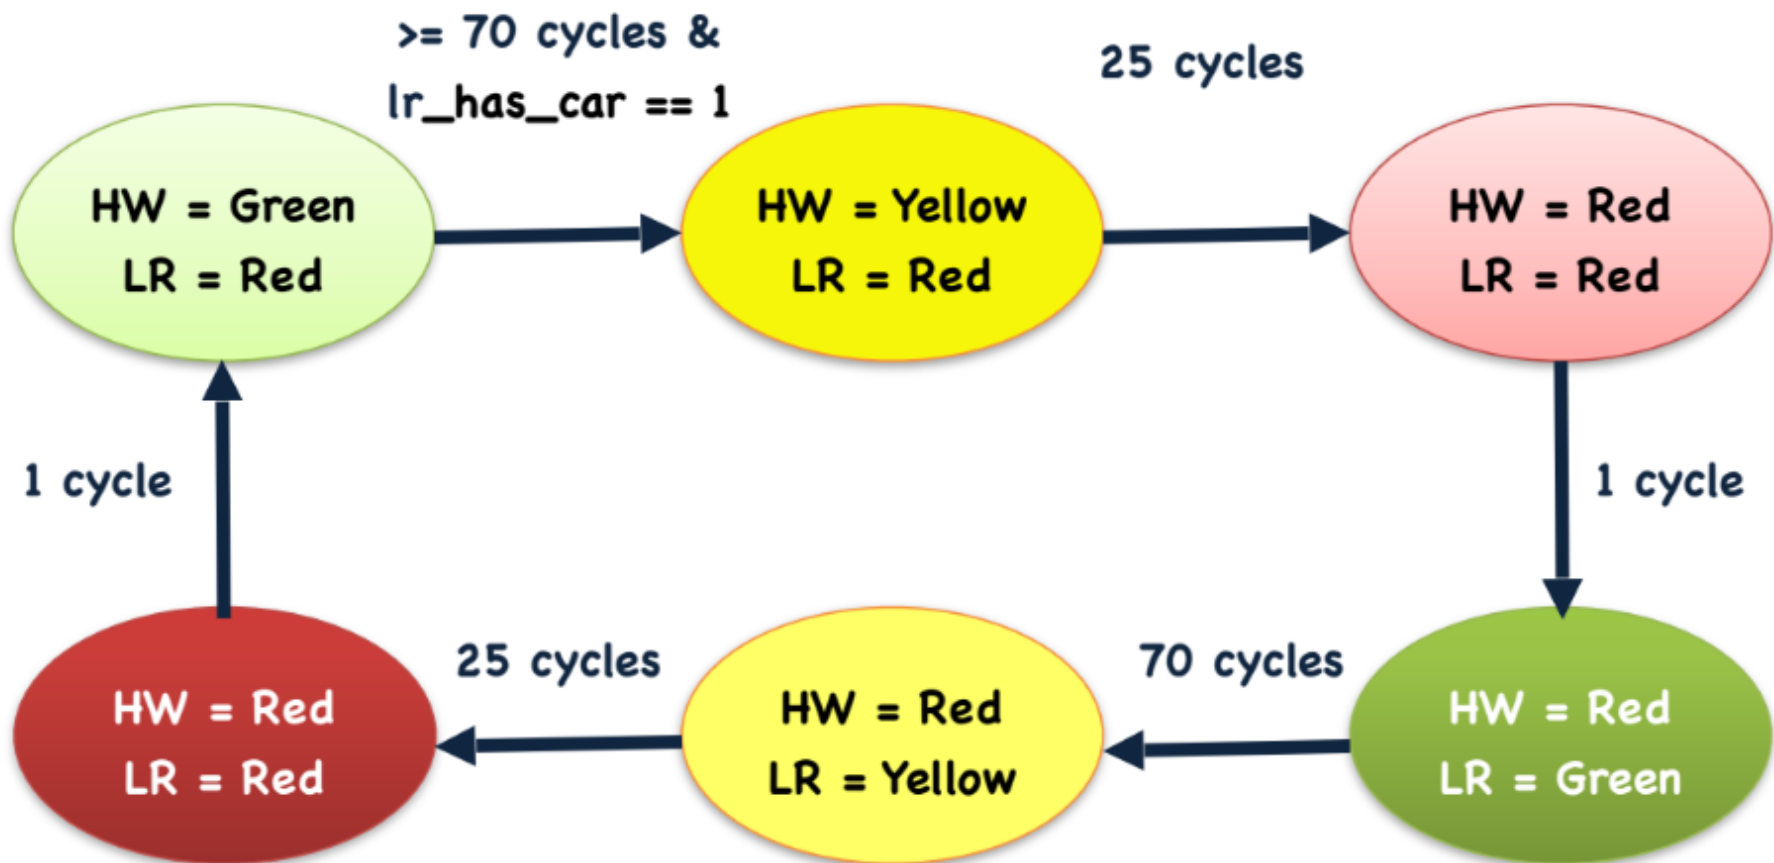 >= 70 cycles &
lr_has_car == 1
25 cycles
HW = Green
LR = Red
HW = Yellow
LR = Red
HW = Red
LR = Red
1 cycle
1 cycle
25 cycles
70 cycles
HW = Red
LR = Red
HW = Red
LR = Yellow
HW = Red
LR = Green